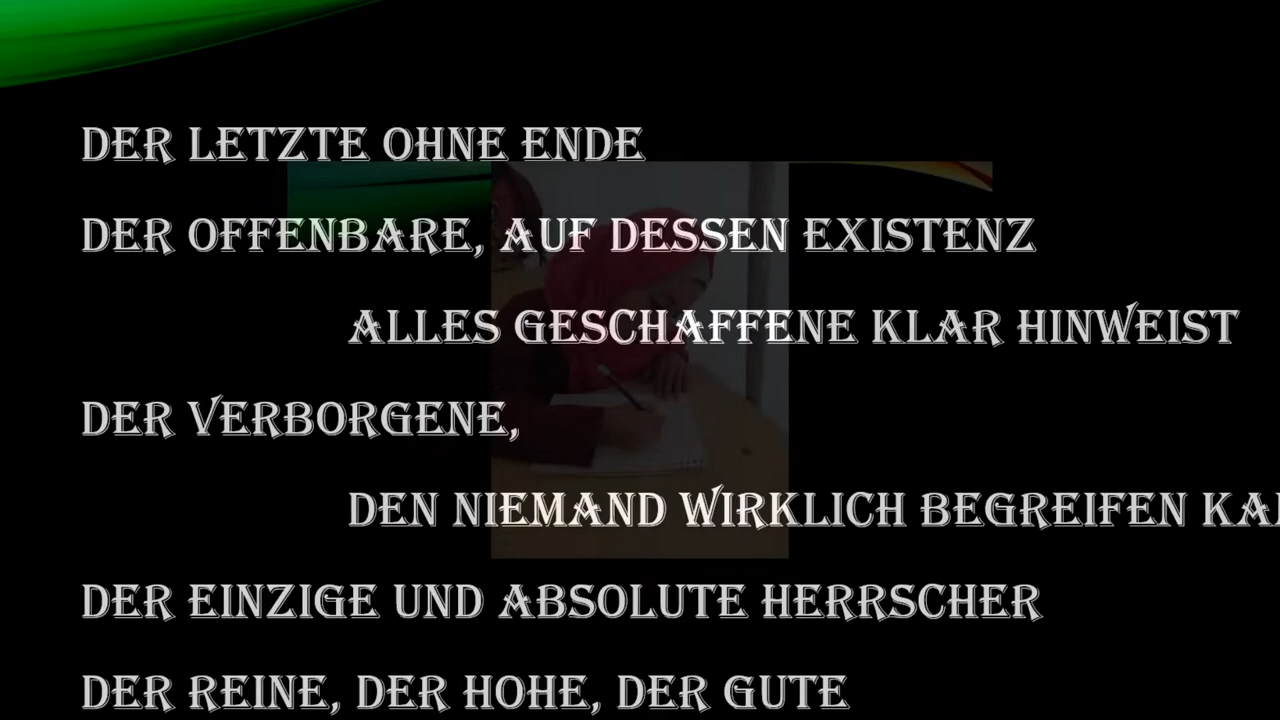 DER LETZTE OHNE ENDE
DER OFFENBARE, AUF DESSEN EXISTENZ
ALLES GESCHAFFENE KLAR HINWEIST
DER VERBORGENE,
DEN NIEMAND WIRKLICH BEGREIFEN
DER EINZIGE UND ABSOLUTE HERRSCHER
DER REINE, DER HOHE, DER GUTE